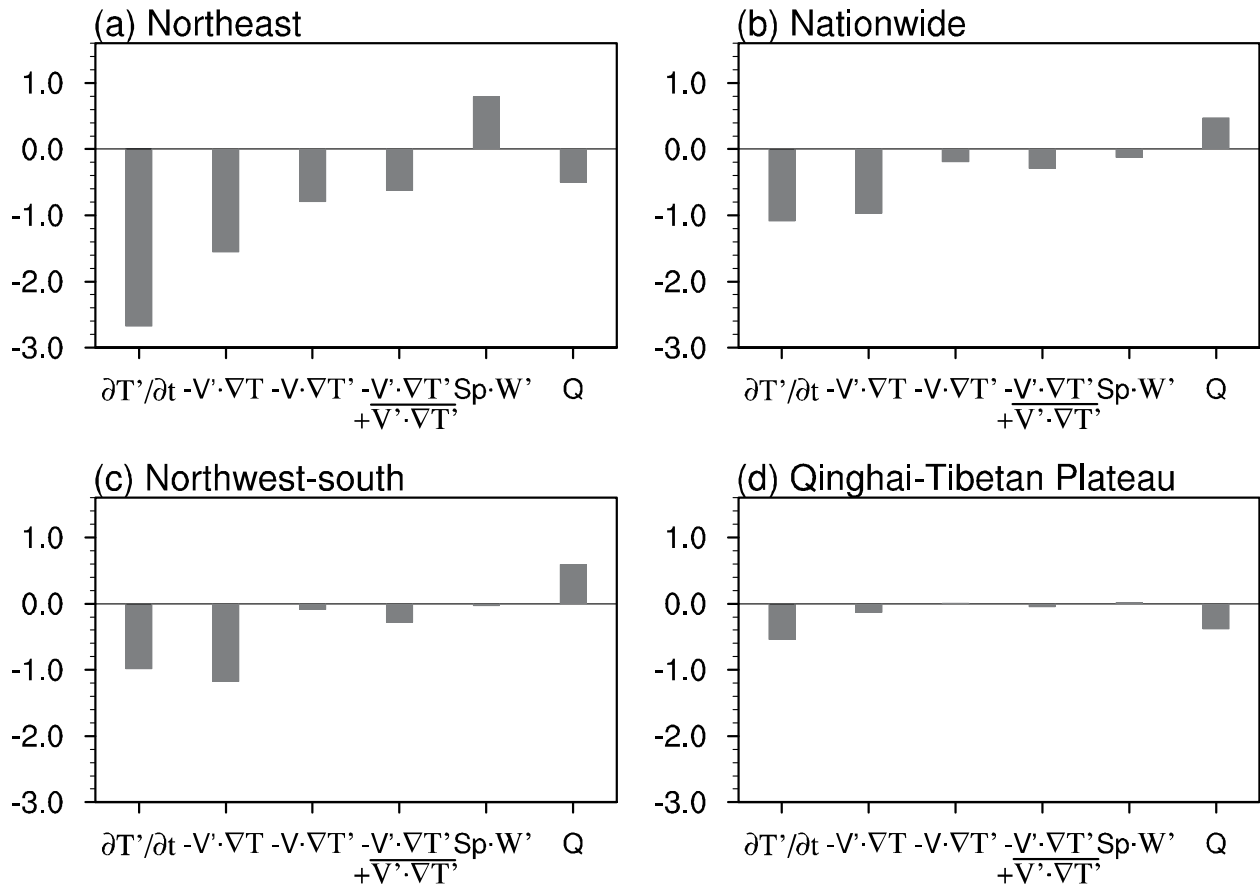 (a) Northeast
1.0
0.0
-1.0
-2.0
-3.0
∂T’/∂t -V’·∇T -V·∇T’ -V’·∇T’ Sp·W’ Q
+V’·∇T’
(b) Nationwide
1.0
0.0
-1.0
-2.0
-3.0
∂T’/∂t -V’·∇T -V·∇T’ -V’·∇T’ Sp·W’ Q
+V’·∇T’
(c) Northwest-south
1.0
0.0
-1.0
-2.0
-3.0
∂T’/∂t -V’·∇T -V·∇T’ -V’·∇T’ Sp·W’ Q
+V’·∇T’
(d) Qinghai-Tibetan Plateau
1.0
0.0
-1.0
-2.0
-3.0
∂T’/∂t -V’·∇T -V·∇T’ -V’·∇T’ Sp·W’ Q
+V’·∇T’